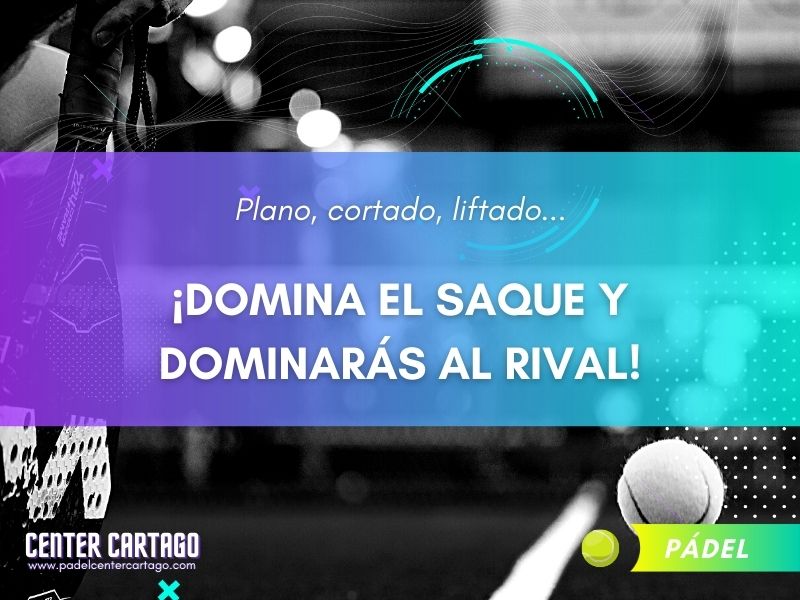 Plano, cortado, liftado...
¡DOMINA EL SAQUE Y
DOMINARÁS AL RIVAL!
CENTER CARTAGO
www.padelcentercartago.com
PÁDEL